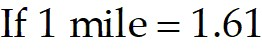 If 1 mile = 1.61